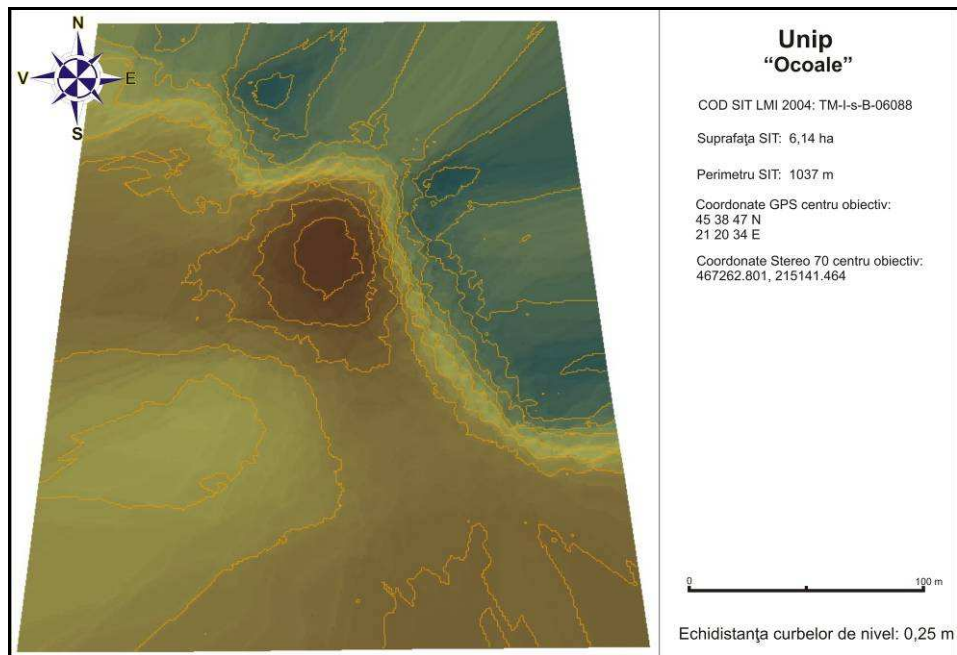 N
V
E
S
Unip
“Ocoale”
COD SIT LMI 2004: TM-I-s-B-06088
Suprafaţa SIT: 6,14 ha
Perimetru SIT: 1037 m
Coordonate GPS centru obiectiv:
45 38 47 N
21 20 34 E
Coordonate Stereo 70 centru obiectiv:
467262.801, 215141.464
0
100 m
Echidistanţa curbelor de nivel: 0,25 m